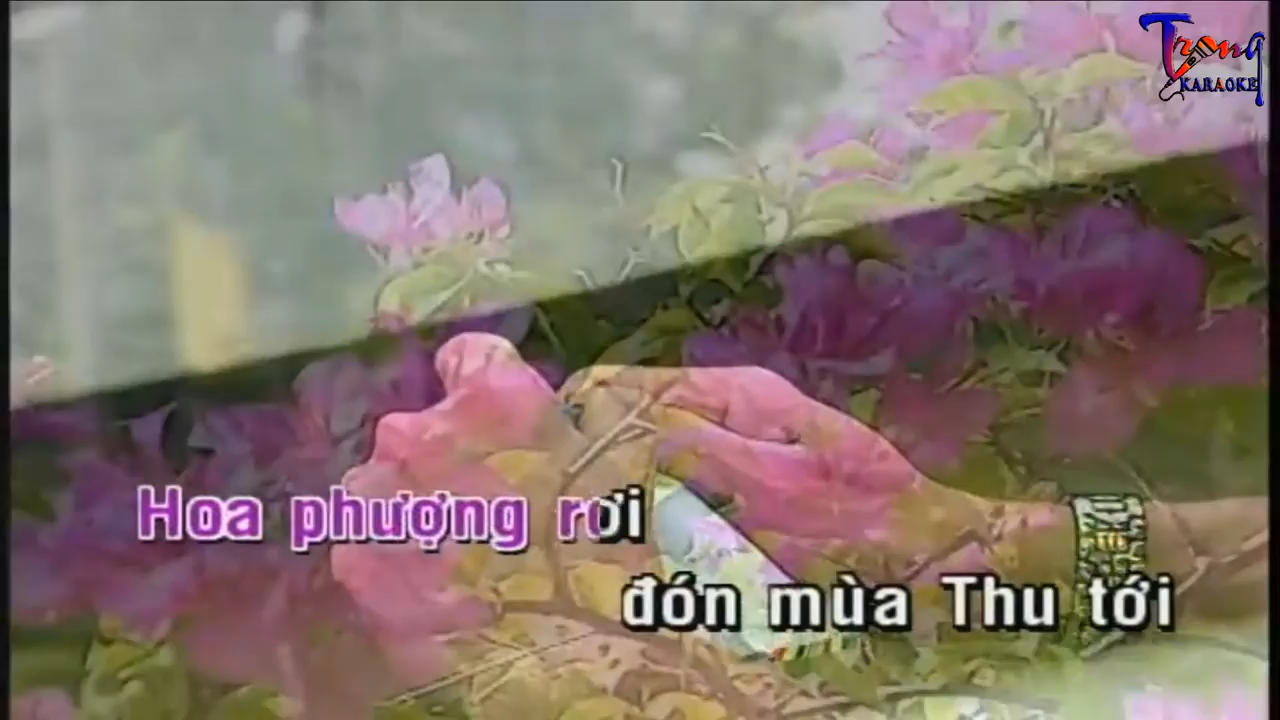 Trọng
KARAOKE
Hoa phượng rơi
đón mùa Thu tới